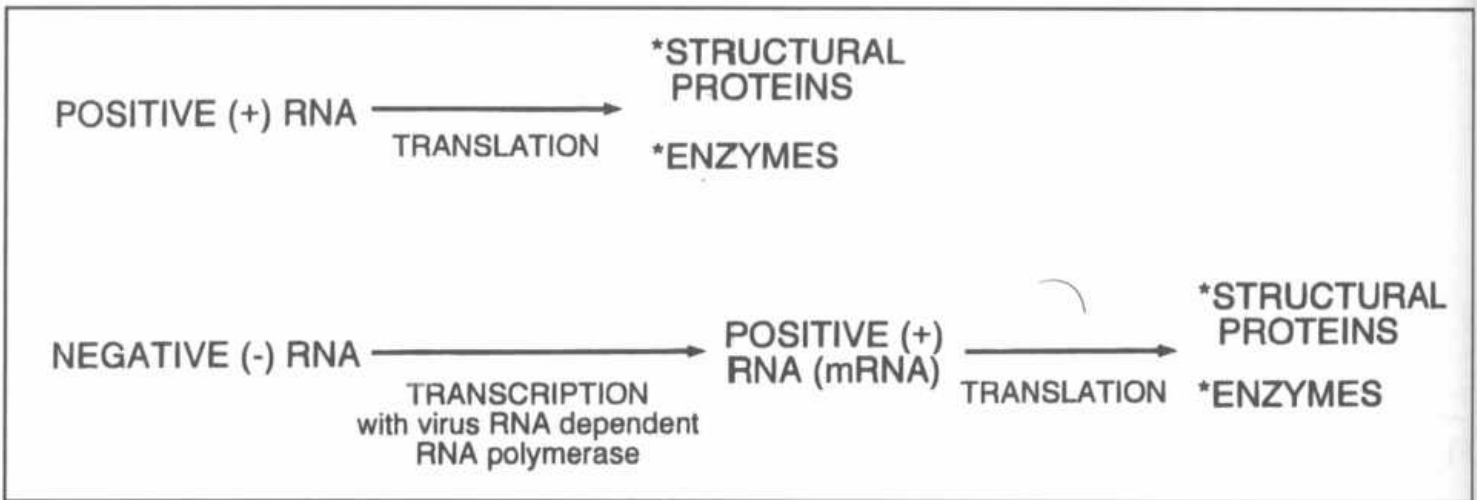 POSITIVE (+) RNA
TRANSLATION
*STRUCTURAL
PROTEINS
*ENZYMES
NEGATIVE (-) RNA
TRANSCRIPTION
with virus RNA dependent
RNA polymerase
POSITIVE (+)
RNA (mRNA)
TRANSLATION
*STRUCTURAL
PROTEINS
*ENZYMES